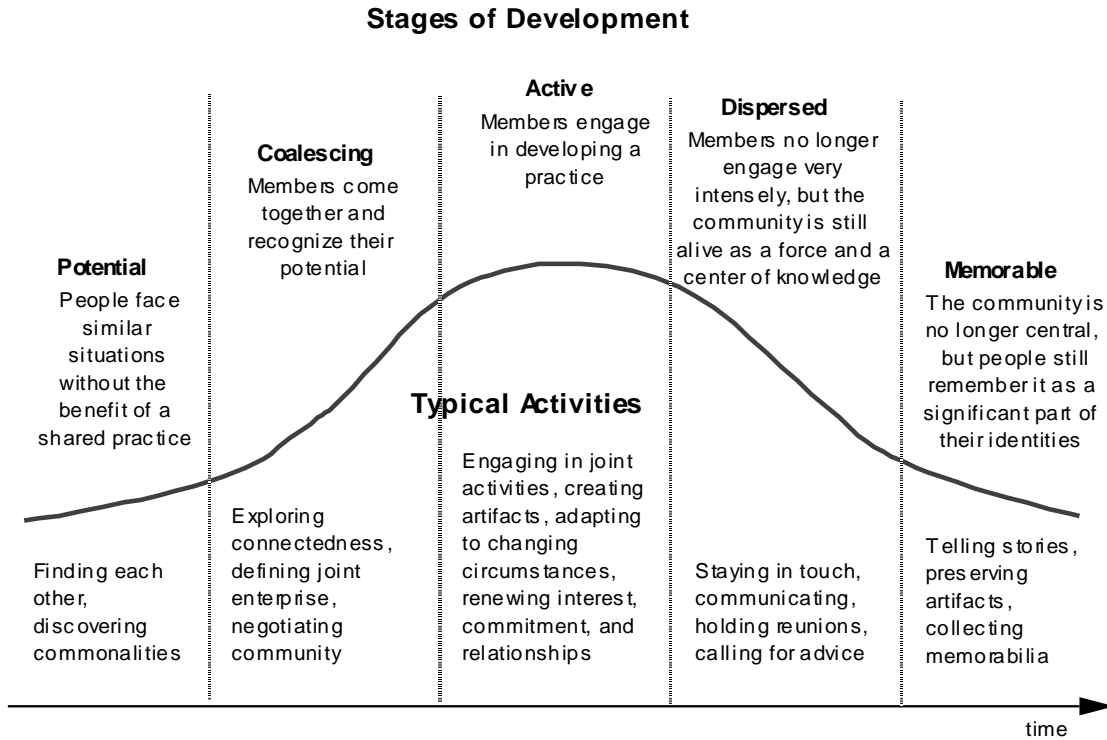 Stages of Development
Potential
People face
similar
situations
without the
benefit of a
shared practice
Coalescing
Members come
together and
recognize their
potential
Active
Members engage
in developing a
practice
Dispersed
Members no longer
engage very
intensely, but the
community is still
alive as a force and a
center of knowledge
Memorable
The community is
no longer central,
but people still
remember it as a
significant part of
their identities
Typical Activities
Finding each
other,
discovering
commonalities
Exploring
connectedness,
defining joint
enterprise,
negotiating
community
Engaging in joint
activities, creating
artifacts, adapting
to changing
circumstances,
renewing interest,
commitment, and
relationships
Staying in touch,
communicating,
holding reunions,
calling for advice
Telling stories,
preserving
artifacts,
collecting
memorabilia
time